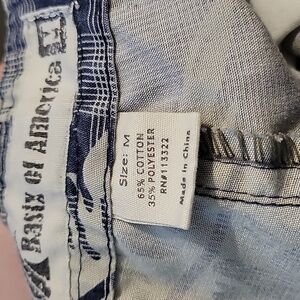 Basix of America
Size: M
65% COTTON
35% POLYESTER
RN#113322
Made in China